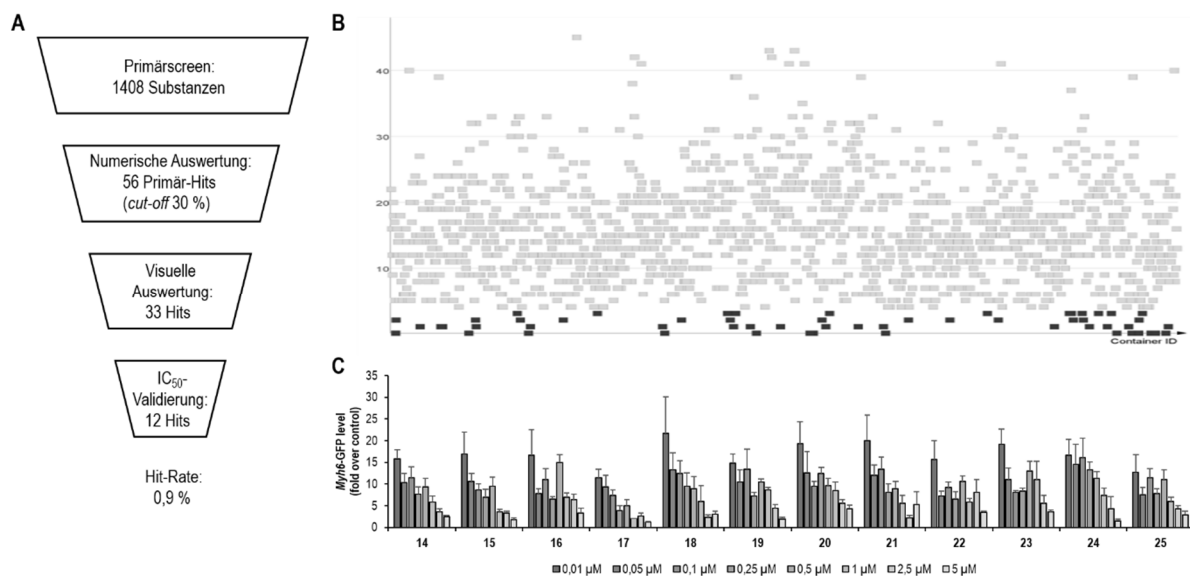 A
Primärscreen:
1408 Substanzen
Numerische Auswertung:
56 Primär-Hits
(cut-off 30 %)
Visuelle
Auswertung:
33 Hits
IC₅₀-
Validierung:
12 Hits
Hit-Rate:
0,9 %
B
40
30
20
10
Container ID
C
Myh6-GFP level
(fold over control)
35
30
25
20
15
10
5
0
14 15 16 17 18 19 20 21 22 23 24 25
0,01 µM 0,05 µM 0,1 µM 0,25 µM 0,5 µM 1 µM 2,5 µM 5 µM